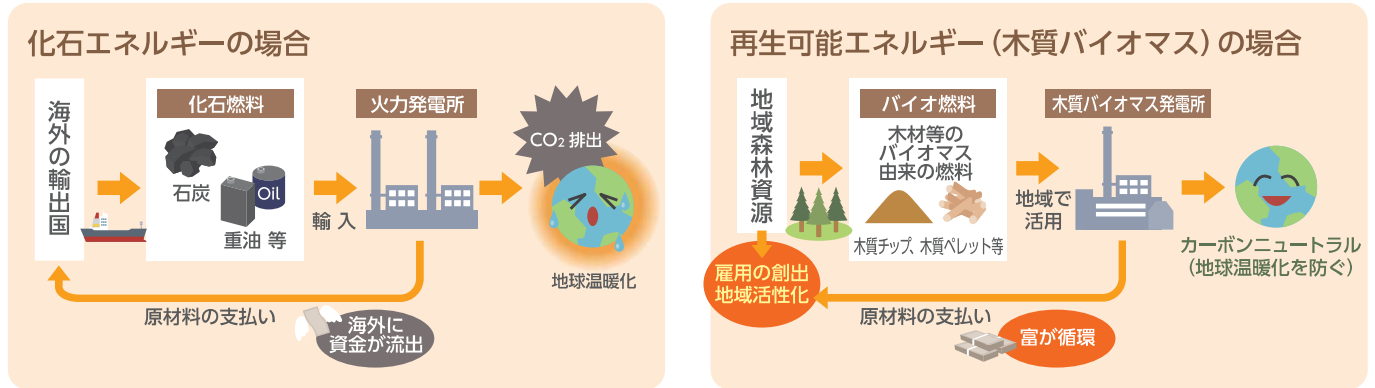 化石エネルギーの場合
海外の輸出国
化石燃料
石炭
Oil
重油 等
輸 入
火力発電所
CO₂ 排出
地球温暖化
原材料の支払い
海外に
資金が流出
再生可能エネルギー（木質バイオマス）の場合
地域森林資源
バイオ燃料
木材等の
バイオマス
由来の燃料
木質チップ、木質ペレット等
地域で
活用
木質バイオマス発電所
カーボンニュートラル
（地球温暖化を防ぐ）
雇用の創出
地域活性化
原材料の支払い
富が循環